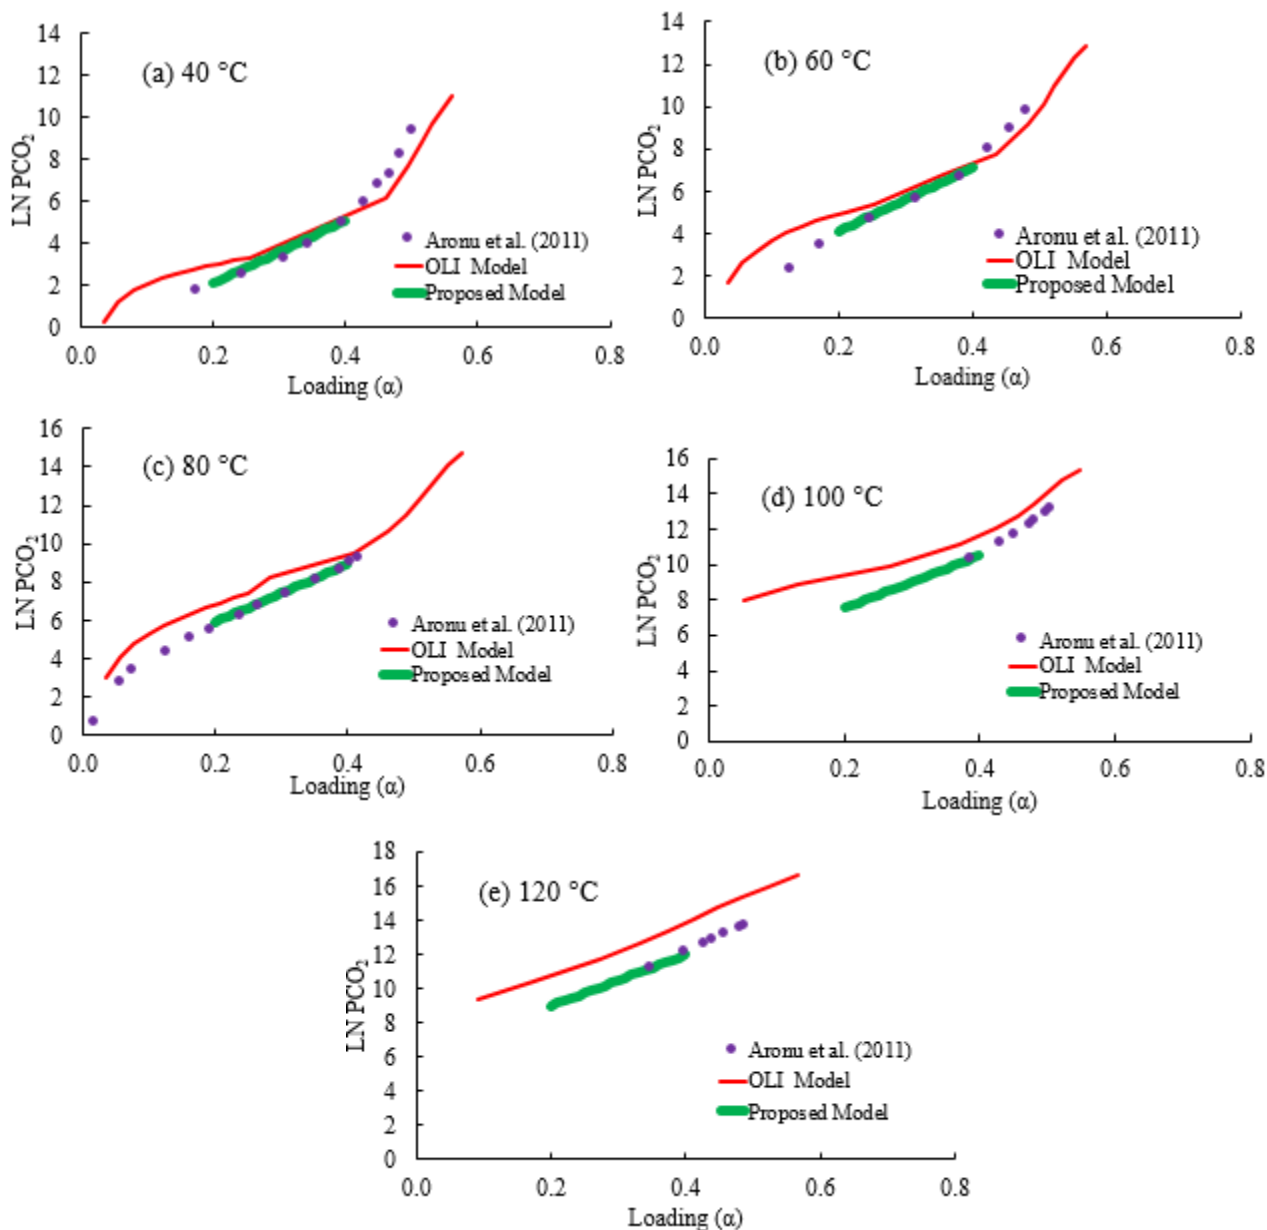 (a) 40 °C
LN PCO₂
14
12
10
8
6
4
2
0
0.0 0.2 0.4 0.6 0.8
Loading (α)
Aronu et al. (2011)
OLI Model
Proposed Model
(b) 60 °C
LN PCO₂
14
12
10
8
6
4
2
0
0.0 0.2 0.4 0.6 0.8
Loading (α)
Aronu et al. (2011)
OLI Model
Proposed Model
(c) 80 °C
LN PCO₂
16
14
12
10
8
6
4
2
0
0.0 0.2 0.4 0.6 0.8
Loading (α)
Aronu et al. (2011)
OLI Model
Proposed Model
(d) 100 °C
LN PCO₂
16
14
12
10
8
6
4
2
0
0.0 0.2 0.4 0.6 0.8
Loading (α)
Aronu et al. (2011)
OLI Model
Proposed Model
(e) 120 °C
LN PCO₂
18
16
14
12
10
8
6
4
2
0
0.0 0.2 0.4 0.6 0.8
Loading (α)
Aronu et al. (2011)
OLI Model
Proposed Model